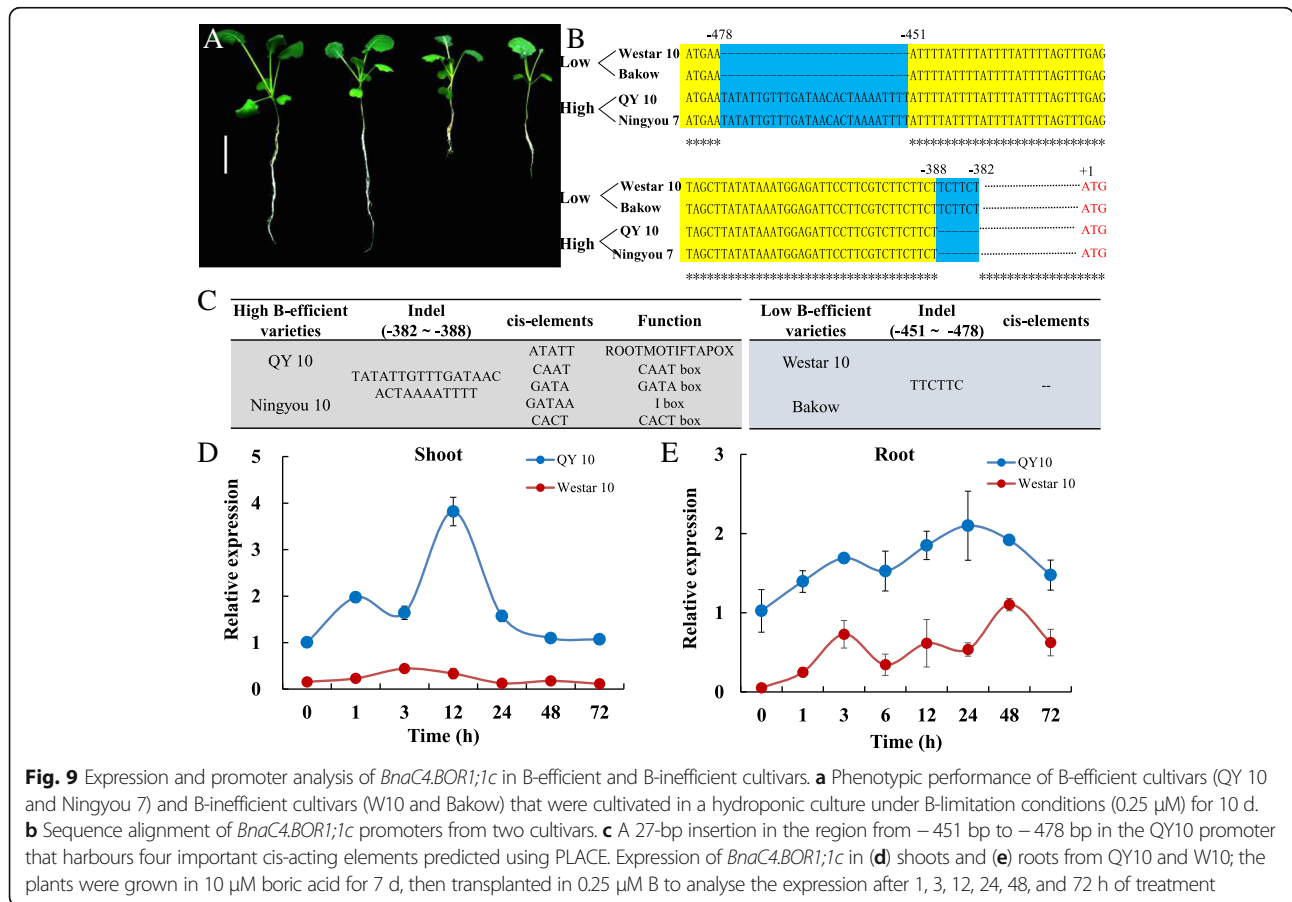 A
B
-478 -451
Low Westar 10 ATGAA---------------------------ATTTTATTTTATTTTATTTTAGTTTGAG
Bakow ATGAA---------------------------ATTTTATTTTATTTTATTTTAGTTTGAG
High QY 10 ATGAATATATTGTTTGATAACACTAAAATTTTATTTTATTTTATTTTATTTTAGTTTGAG
Ningyou 7 ATGAATATATTGTTTGATAACACTAAAATTTTATTTTATTTTATTTTATTTTAGTTTGAG
***** ****************************
-388 -382 +1
Low Westar 10 TAGCTTATATAAATGGAGATTCCTTCGTCTTCTTCTTCTTCT ATG
Bakow TAGCTTATATAAATGGAGATTCCTTCGTCTTCTTCTTCTTCT ATG
High QY 10 TAGCTTATATAAATGGAGATTCCTTCGTCTTCTTCT------ ATG
Ningyou 7 TAGCTTATATAAATGGAGATTCCTTCGTCTTCTTCT------ ATG
************************************ ******************
C
High B-efficient varieties Indel (-382 ~ -388) cis-elements Function
QY 10 TATATTGTTTGATAAC ATATT ROOTMOTIFTAPOX
ACTAAAATTTT CAAT CAAT box
GATA GATA box
Ningyou 10 GATAA I box
CACT CACT box
Low B-efficient varieties Indel (-451 ~ -478) cis-elements
Westar 10
TTCTTC --
Bakow
D
Shoot
QY 10
Westar 10
Relative expression
5
4
3
2
1
0
0 1 3 12 24 48 72
Time (h)
E
Root
QY10
Westar 10
Relative expression
3
2
1
0
0 1 3 6 12 24 48 72
Time (h)
Fig. 9 Expression and promoter analysis of BnaC4.BOR1;1c in B-efficient and B-inefficient cultivars. a Phenotypic performance of B-efficient cultivars (QY 10
and Ningyou 7) and B-inefficient cultivars (W10 and Bakow) that were cultivated in a hydroponic culture under B-limitation conditions (0.25 μM) for 10 d.
b Sequence alignment of BnaC4.BOR1;1c promoters from two cultivars. c A 27-bp insertion in the region from − 451 bp to − 478 bp in the QY10 promoter
that harbours four important cis-acting elements predicted using PLACE. Expression of BnaC4.BOR1;1c in (d) shoots and (e) roots from QY10 and W10; the
plants were grown in 10 μM boric acid for 7 d, then transplanted in 0.25 μM B to analyse the expression after 1, 3, 12, 24, 48, and 72 h of treatment